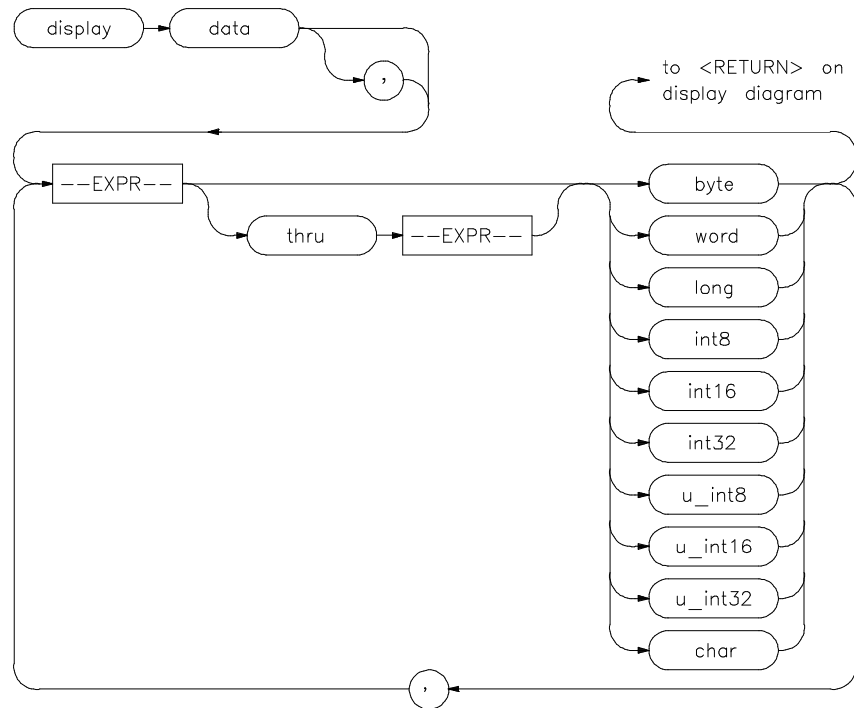 display data
,
to <RETURN> on
display diagram
--EXPR-- byte
thru --EXPR-- word
long
int8
int16
int32
u_int8
u_int16
u_int32
char
,